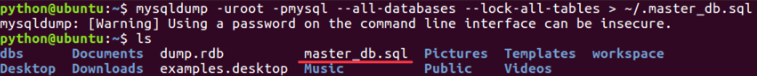 python@ubuntu:~$ mysqldump -uroot -pmysql --all-databases --lock-all-tables > ~/.master_db.sql
mysqldump: [Warning] Using a password on the command line interface can be insecure.
python@ubuntu:~$ ls
dbs Documents dump.rdb master_db.sql Pictures Templates workspace
Desktop Downloads examples.desktop Music Public Videos